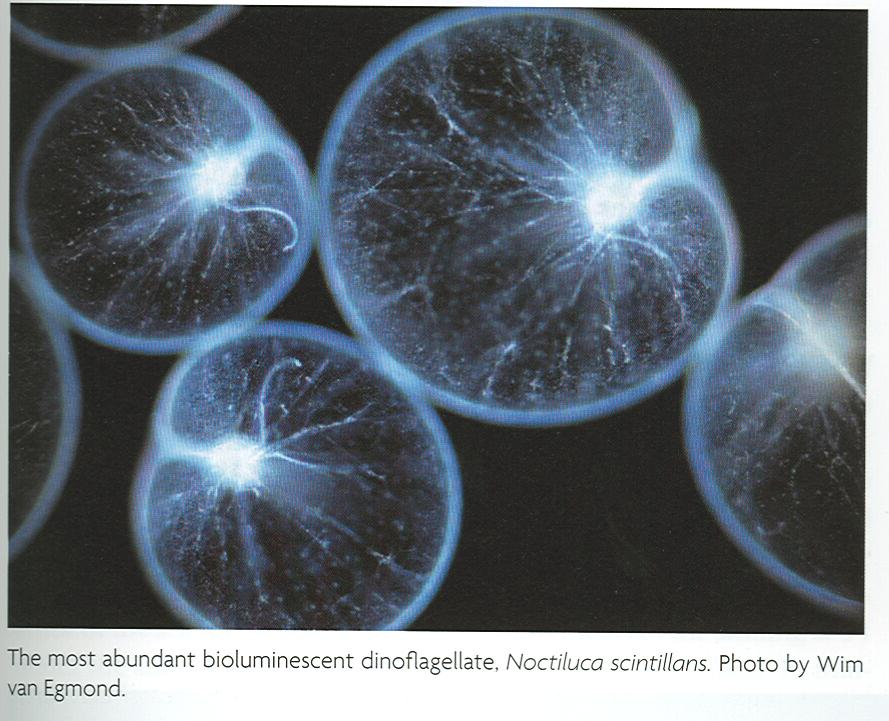 The most abundant bioluminescent dinoflagellate, Noctiluca scintillans. Photo by Wim
van Egmond.